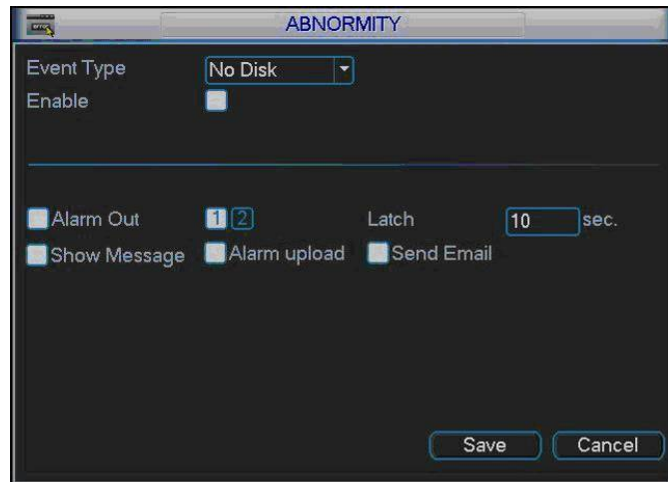 ABNORMITY
Event Type No Disk
Enable
Alarm Out 1 2 Latch 10 sec.
Show Message Alarm upload Send Email
Save Cancel